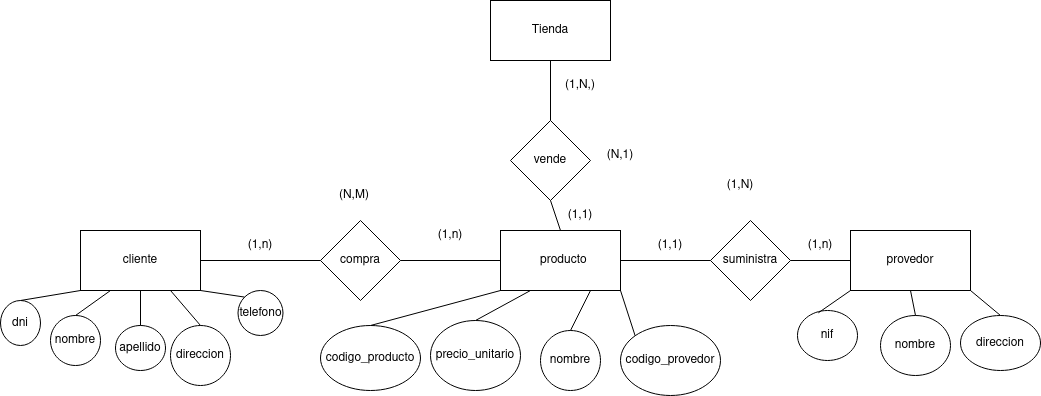 Tienda
(1,N,)
vende
(N,1)
(1,1)
(N,M)
(1,N)
(1,n)
(1,n)
(1,1)
(1,n)
cliente
compra
producto
suministra
provedor
dni
nombre
apellido
direccion
telefono
codigo_producto
precio_unitario
nombre
codigo_provedor
nif
nombre
direccion